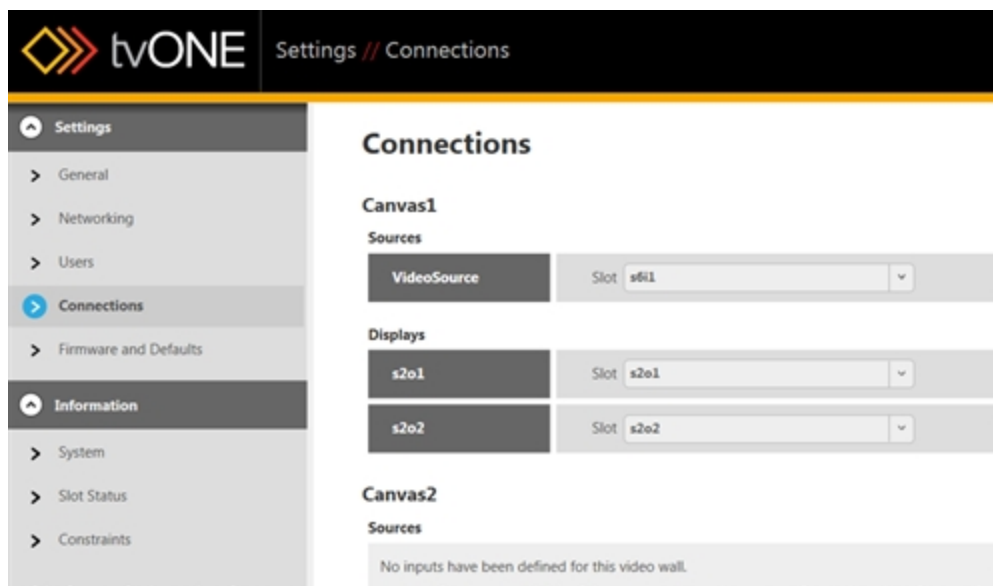 tvONE
Settings // Connections
Settings
General
Networking
Users
Connections
Firmware and Defaults
Information
System
Slot Status
Constraints
Connections
Canvas1
Sources
VideoSource Slot s6i1
Displays
s2o1 Slot s2o1
s2o2 Slot s2o2
Canvas2
Sources
No inputs have been defined for this video wall.